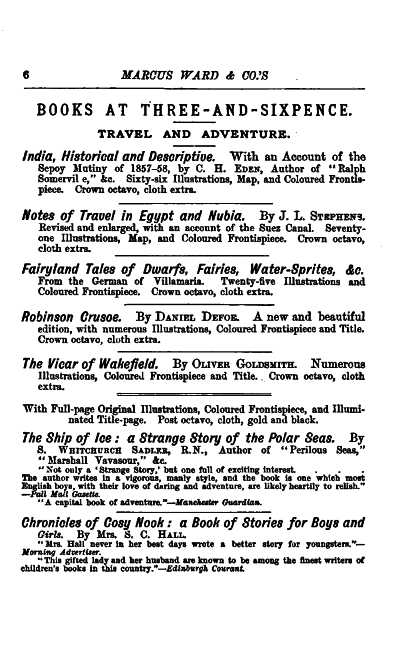 6
MARCUS WARD & CO.'S
BOOKS AT THREE-AND-SIXPENCE.
TRAVEL AND ADVENTURE.
India, Historical and Descriptive. With an Account of the
Sepoy Mutiny of 1857-58, by C. H. EDEN, Author of "Ralph
Somervil e," &c. Sixty-six Illustrations, Map, and Coloured Frontis-
piece. Crown octavo, cloth extra.
Notes of Travel in Egypt and Nubia. By J. L. STEPHENS.
Revised and enlarged, with an account of the Suez Canal. Seventy-
one Illustrations, Map, and Coloured Frontispiece. Crown octavo,
cloth extra.
Fairyland Tales of Dwarfs, Fairies, Water-Sprites, &c.
From the German of Villamaria. Twenty-five Illustrations and
Coloured Frontispiece. Crown octavo, cloth extra.
Robinson Crusoe. By DANIEL DEFOE. A new and beautiful
edition, with numerous Illustrations, Coloured Frontispiece and Title.
Crown octavo, cloth extra.
The Vicar of Wakefield. By OLIVER GOLDSMITH. Numerous
Illustrations, Coloured Frontispiece and Title. Crown octavo, cloth
extra.
With Full-page Original Illustrations, Coloured Frontispiece, and Illumi-
nated Title-page. Post octavo, cloth, gold and black.
The Ship of Ice: a Strange Story of the Polar Seas. By
S. WHITCHURCH SADLER, R.N., Author of "Perilous Seas,"
"Marshall Vavasour," &c.
"Not only a 'Strange Story,' but one full of exciting interest.
The author writes in a vigorous, manly style, and the book is one which most
English boys, with their love of daring and adventure, are likely heartily to relish."
—Pall Mall Gazette.
"A capital book of adventure."—Manchester Guardian.
Chronicles of Cosy Nook: a Book of Stories for Boys and
Girls. By Mrs. S. C. HALL.
"Mrs. Hall never in her best days wrote a better story for youngsters."—
Morning Advertiser.
"This gifted lady and her husband are known to be among the finest writers of
children's books in this country."—Edinburgh Courant.